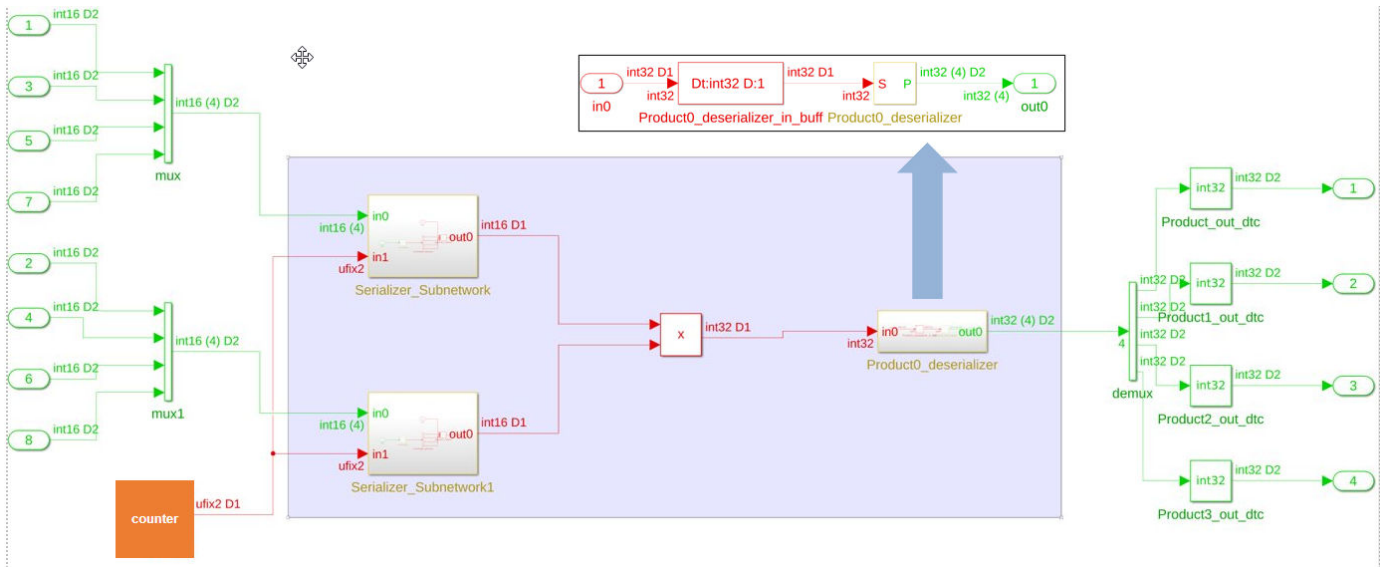 1
int16 D2
3
int16 D2
5
int16 D2
7
int16 D2
int16 (4) D2
mux
2
int16 D2
4
int16 D2
6
int16 D2
8
int16 D2
int16 (4) D2
mux1
counter
ufix2 D1
in0
int16 (4)
in1
ufix2
out0
int16 D1
Serializer_Subnetwork
in0
int16 (4)
in1
ufix2
out0
int16 D1
Serializer_Subnetwork1
x
int32 D1
1
in0
int32 D1
int32
Dt:int32 D:1
Product0_deserializer_in_buff
int32 D1
int32
S P
Product0_deserializer
int32 (4) D2
int32 (4)
1
out0
in0
int32
out0
Product0_deserializer
int32 (4) D2
4
demux
int32 D2
int32 D2
int32 D2
int32 D2
int32
int32 D2
1
Product_out_dtc
int32
int32 D2
2
Product1_out_dtc
int32
int32 D2
3
Product2_out_dtc
int32
int32 D2
4
Product3_out_dtc